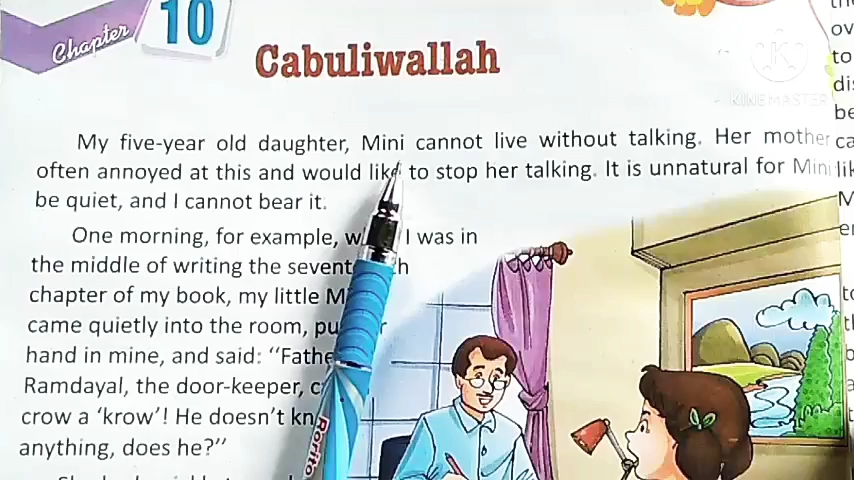 Chapter 10
Cabuliwallah
My five-year old daughter, Mini cannot live without talking. Her mother
often annoyed at this and would like to stop her talking. It is unnatural for Mini
be quiet, and I cannot bear it.
One morning, for example, I was in
the middle of writing the
chapter of my book, my little
came quietly into the room,
hand in mine, and said: "
Ramdayal, the door-keeper,
crow a 'krow'! He doesn't
anything, does he?"
Rorito
KINEMASTER